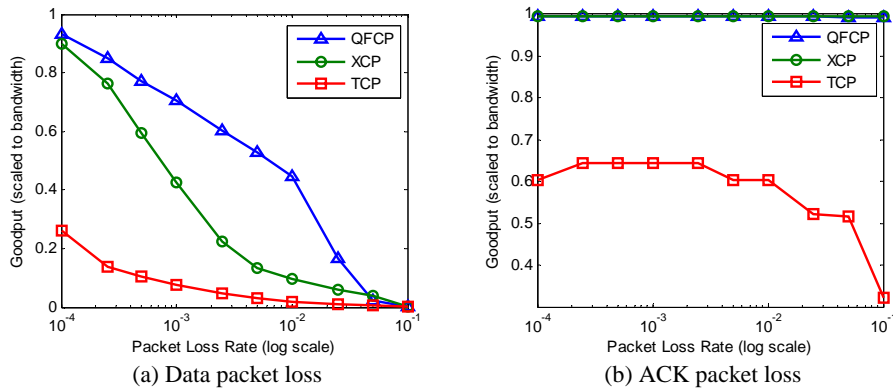 1
0.8
0.6
0.4
0.2
0
10^-4
10^-3
10^-2
10^-1
Goodput (scaled to bandwidth)
Packet Loss Rate (log scale)
QFCP
XCP
TCP
(a) Data packet loss
1
0.9
0.8
0.7
0.6
0.5
0.4
10^-4
10^-3
10^-2
10^-1
Goodput (scaled to bandwidth)
Packet Loss Rate (log scale)
QFCP
XCP
TCP
(b) ACK packet loss